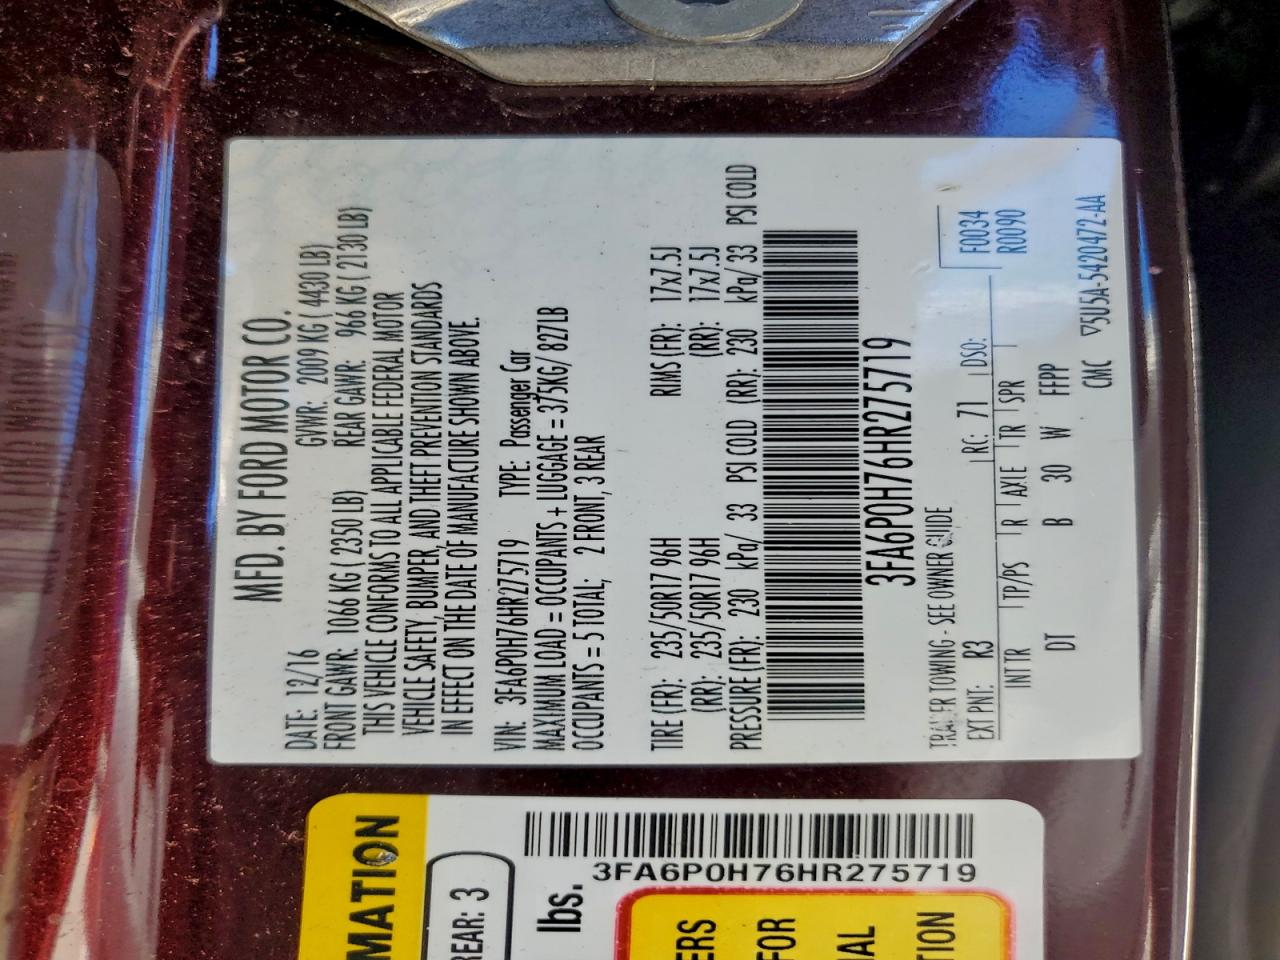 MFD. BY FORD MOTOR CO.
DATE: 12/16 GVWR: 2009 KG ( 4430 LB)
FRONT GAWR: 1066 KG ( 2350 LB) REAR GAWR: 966 KG ( 2130 LB)
THIS VEHICLE CONFORMS TO ALL APPLICABLE FEDERAL MOTOR
VEHICLE SAFETY, BUMPER, AND THEFT PREVENTION STANDARDS
IN EFFECT ON THE DATE OF MANUFACTURE SHOWN ABOVE.
VIN: 3FA6P0H76HR275719 TYPE: Passenger Car
MAXIMUM LOAD = OCCUPANTS + LUGGAGE = 375KG/ 827LB
OCCUPANTS = 5 TOTAL; 2 FRONT, 3 REAR
TIRE (FR): 235/50R17 96H RIMS (FR): 17x7.5J
(RR): 235/50R17 96H (RR): 17x7.5J
PRESSURE (FR): 230 kPa/ 33 PSI COLD (RR): 230 kPa/ 33 PSI COLD
3FA6P0H76HR275719
TRAILER TOWING - SEE OWNER GUIDE
EXT PNT: R3 RC: 71 DSO: F0034
R0090
INT TR TP/PS R AXLE TR SPR
DT B 30 W FFPP
CMC 5U5A-5420472-AA
MATION
REAR: 3
lbs.
3FA6P0H76HR275719
ERS
FOR
IAL
TION